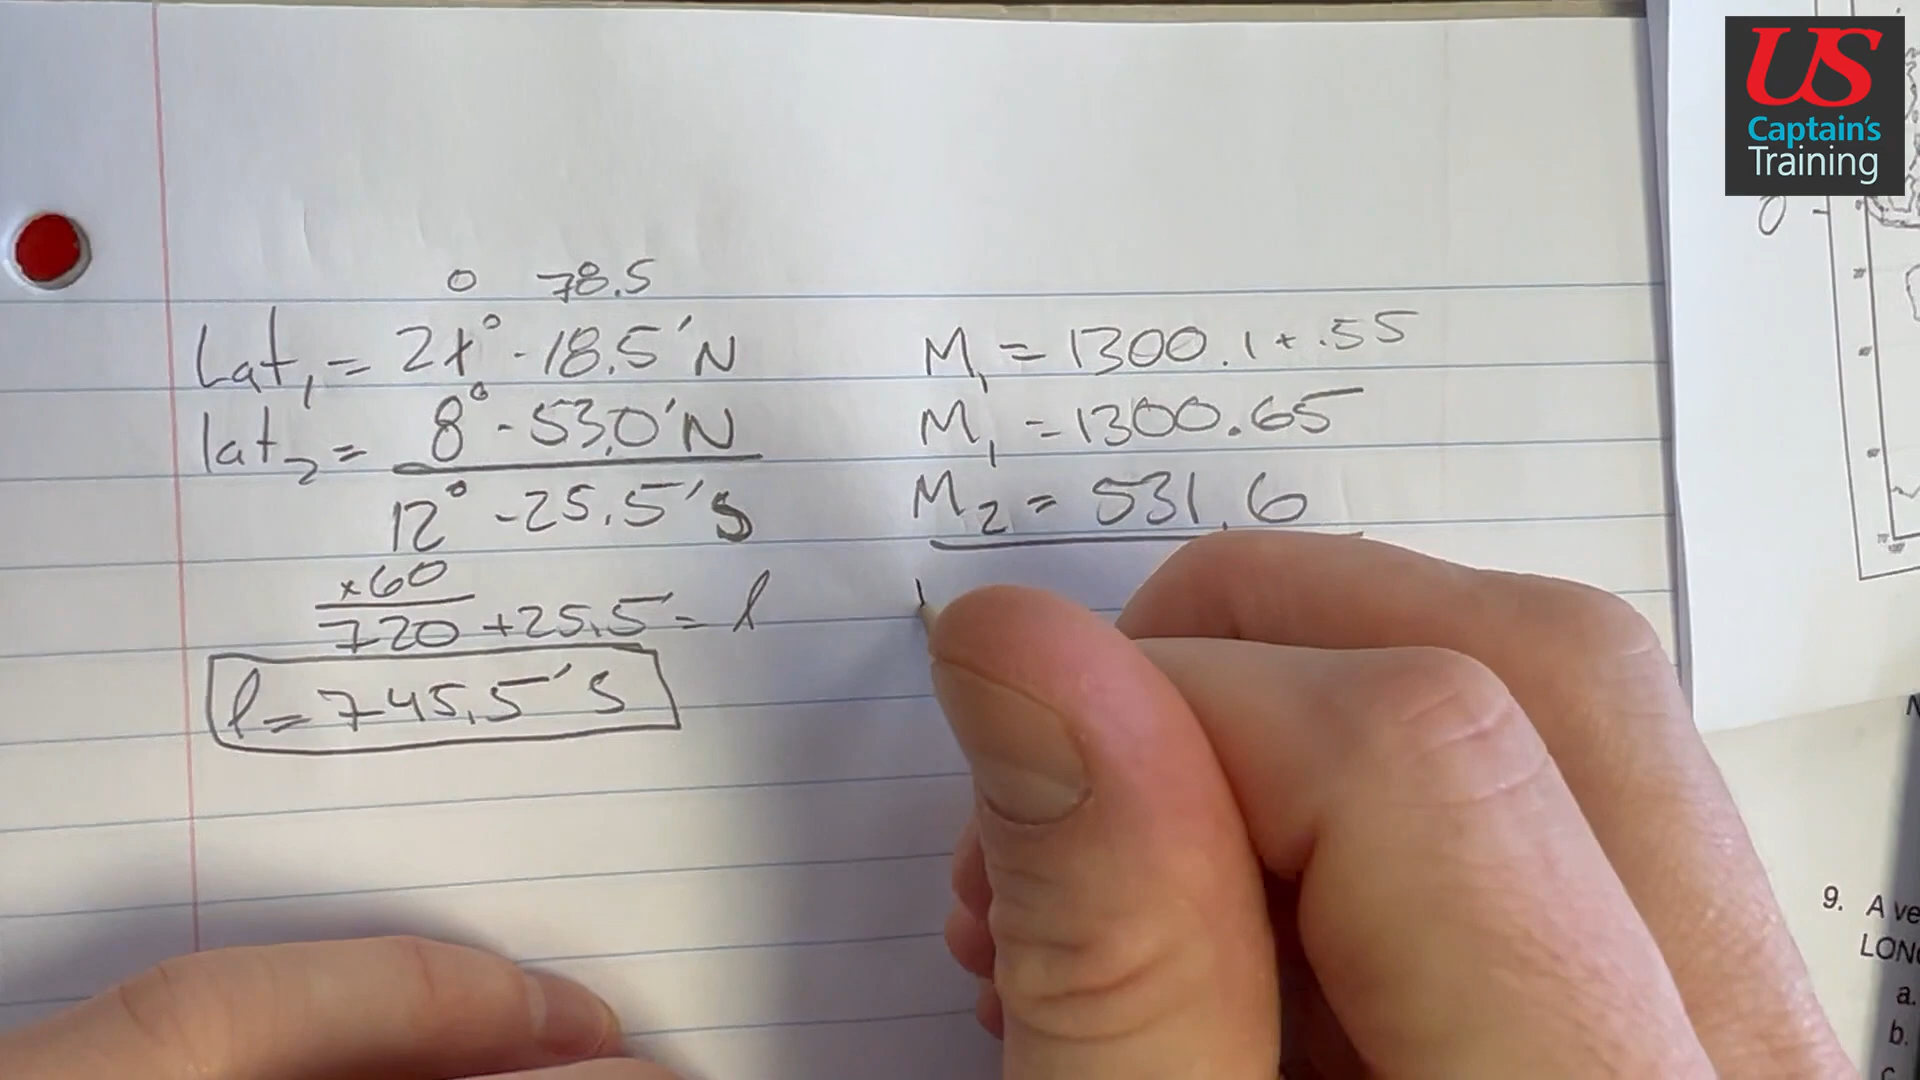 US
Captain's
Training
0 78.5
Lat₁ = 21° - 18.5' N
lat₂ = 8° - 53.0' N
12° - 25.5' S
x60
720 + 25.5' = l
l = 745.5' S
M₁ = 1300.1 + .55
M₁ = 1300.65
M₂ = 531.6
9. A ve
LON
a.
b.
c.